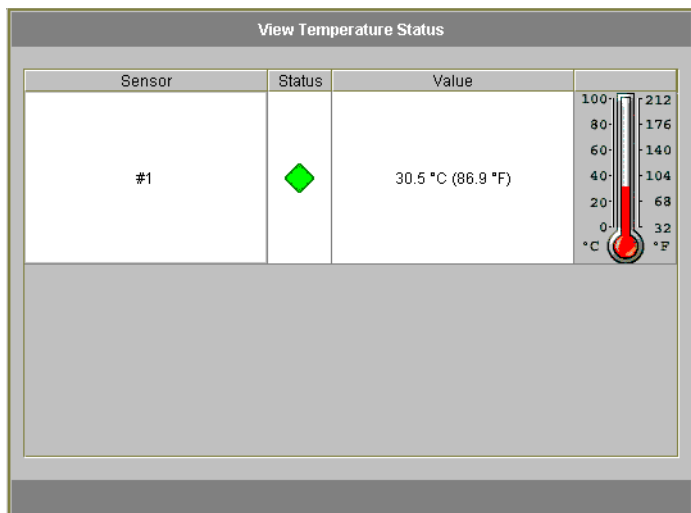 View Temperature Status
Sensor Status Value
#1 30.5 °C (86.9 °F)
100 212
80 176
60 140
40 104
20 68
0 32
°C °F